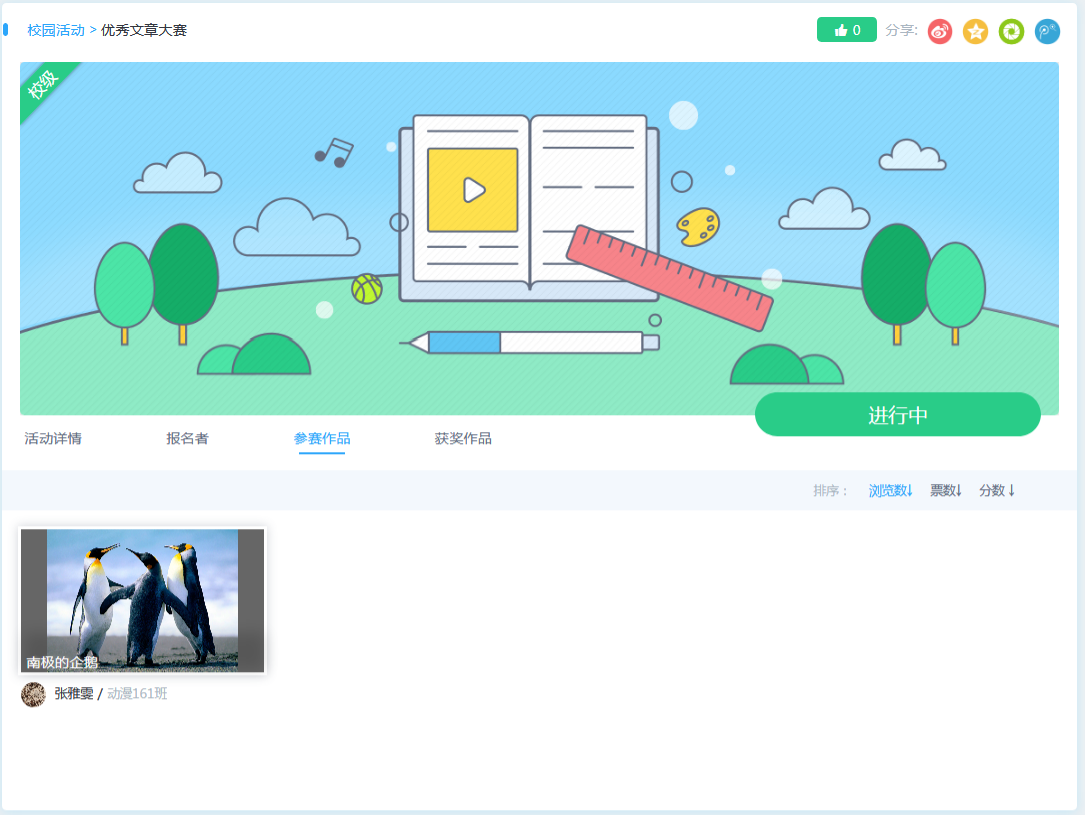 校园活动 > 优秀文章大赛
0 分享:
校级
进行中
活动详情 报名者 参赛作品 获奖作品
排序： 浏览数↓ 票数↓ 分数↓
南极的企鹅
张雅雯 / 动漫161班